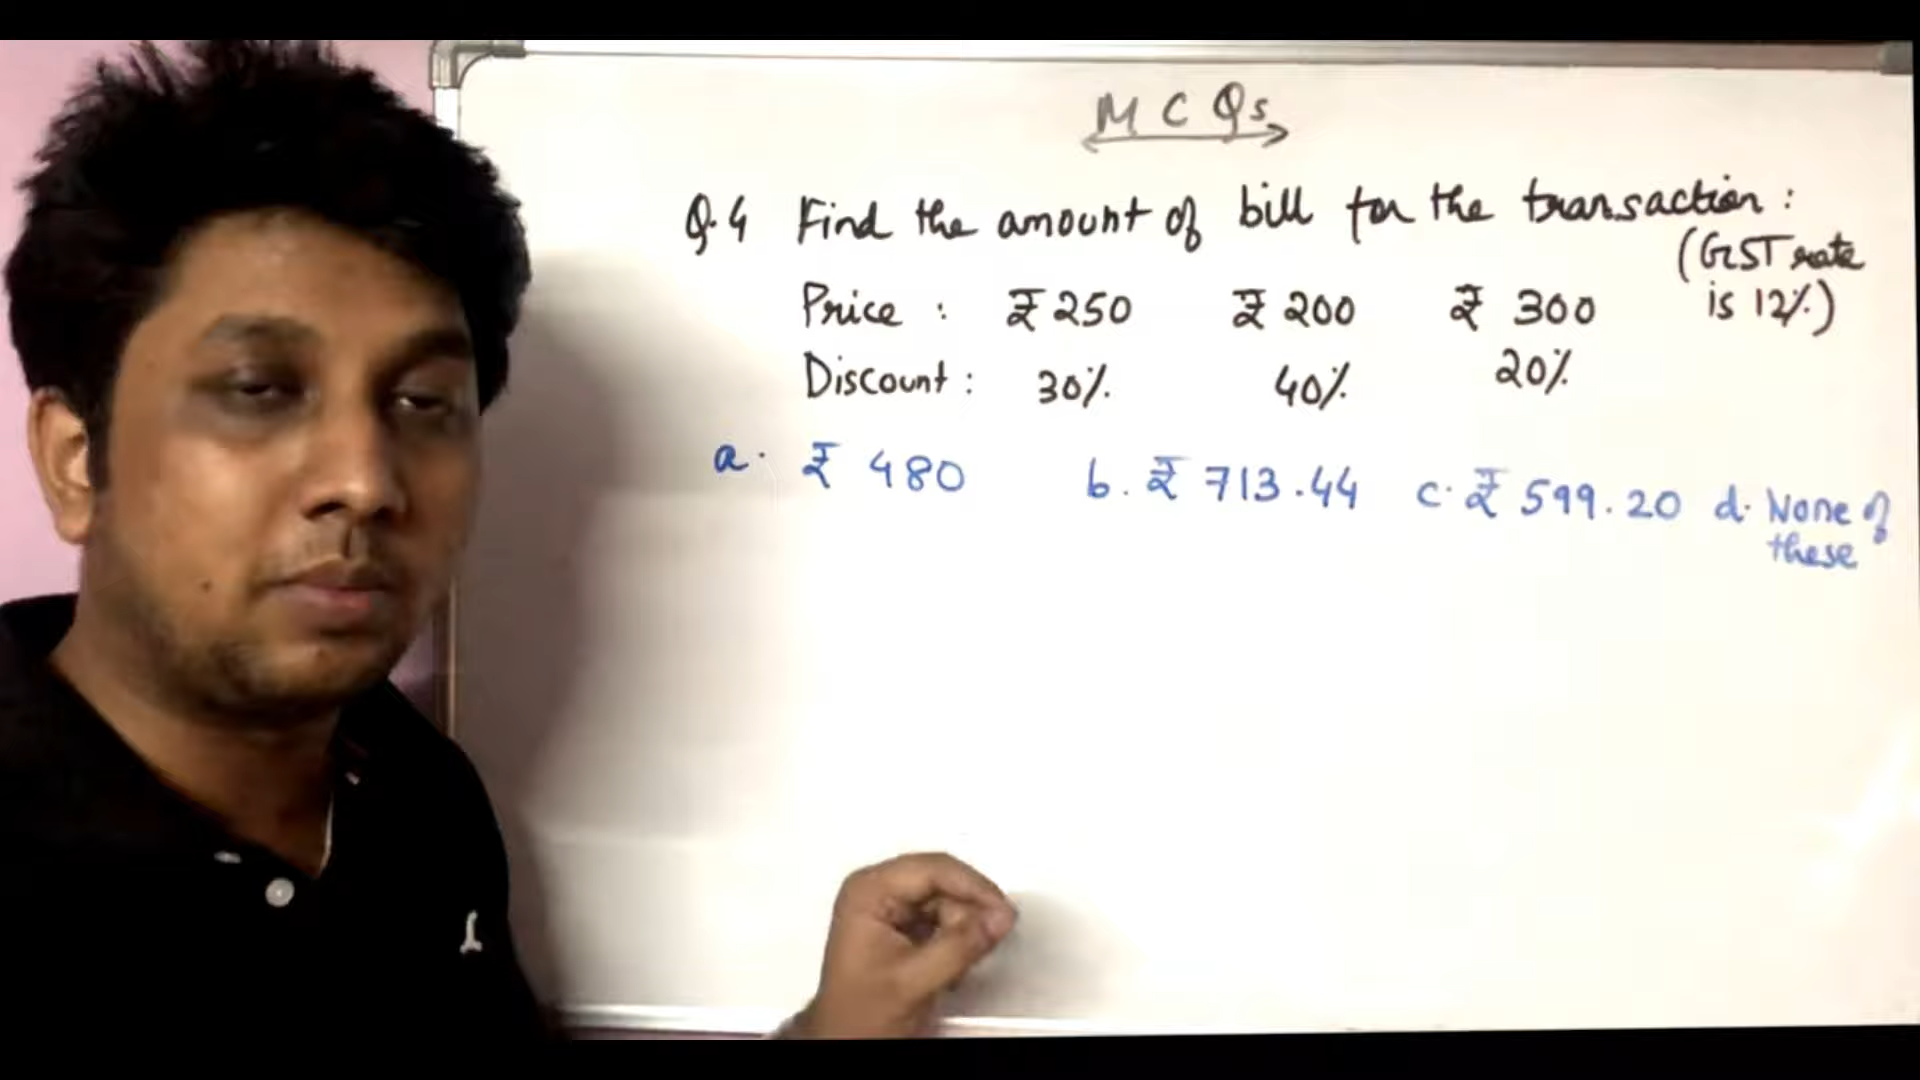 M C Qs
Q.4 Find the amount of bill for the transaction :
(GST rate is 12%)
Price : ₹ 250 ₹ 200 ₹ 300
Discount : 30% 40% 20%
a. ₹ 480 b. ₹ 713.44 c. ₹ 599.20 d. None of these